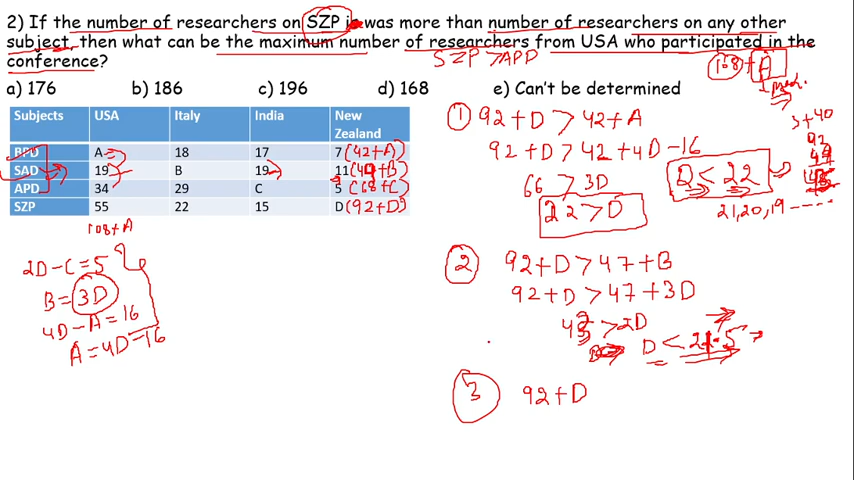 2) If the number of researchers on SZP is was more than number of researchers on any other
subject, then what can be the maximum number of researchers from USA who participated in the
conference?
SZP > APD
108 + A
a) 176 b) 186 c) 196 d) 168 e) Can't be determined
Subjects USA Italy India New Zealand
BPD A 18 17 7 (42+A)
SAD 19 B 19 11 (49+B)
APD 34 29 C 5 (68+C)
SZP 55 22 15 D (92+D)
108+A
2D-C=5
B=3D
4D-A=16
A=4D-16
1 92+D > 42+A
92+D > 42+4D-16
66 > 3D
22 > D
D < 22
21,20,19-----
2 92+D > 47+B
92+D > 47+3D
> 2D
D <
3 92+D